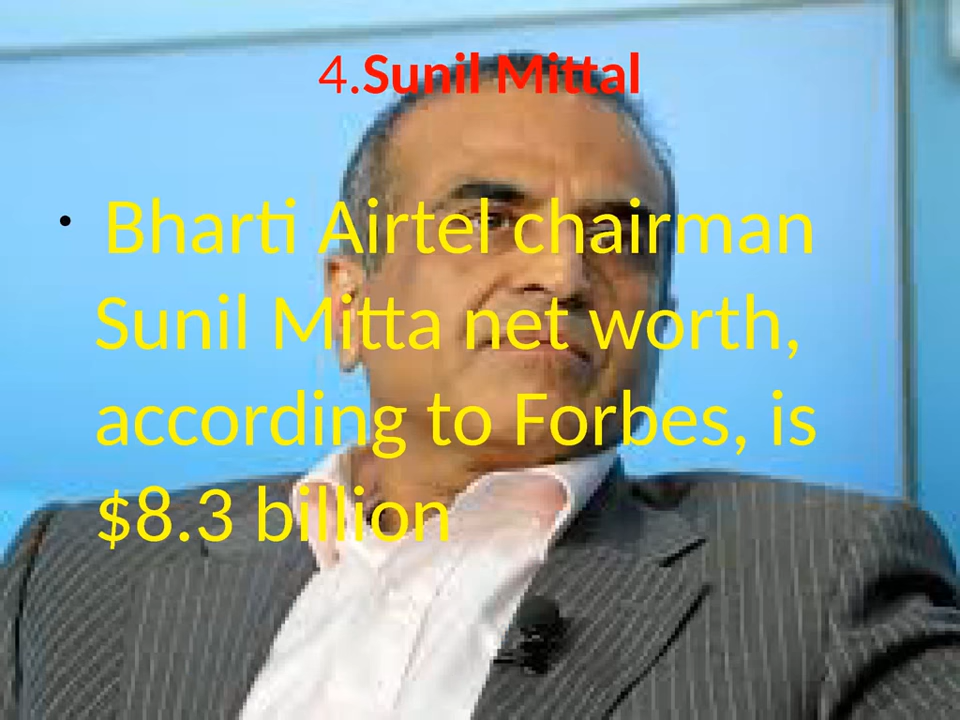 4.Sunil Mittal
• Bharti Airtel chairman
Sunil Mitta net worth,
according to Forbes, is
$8.3 billion